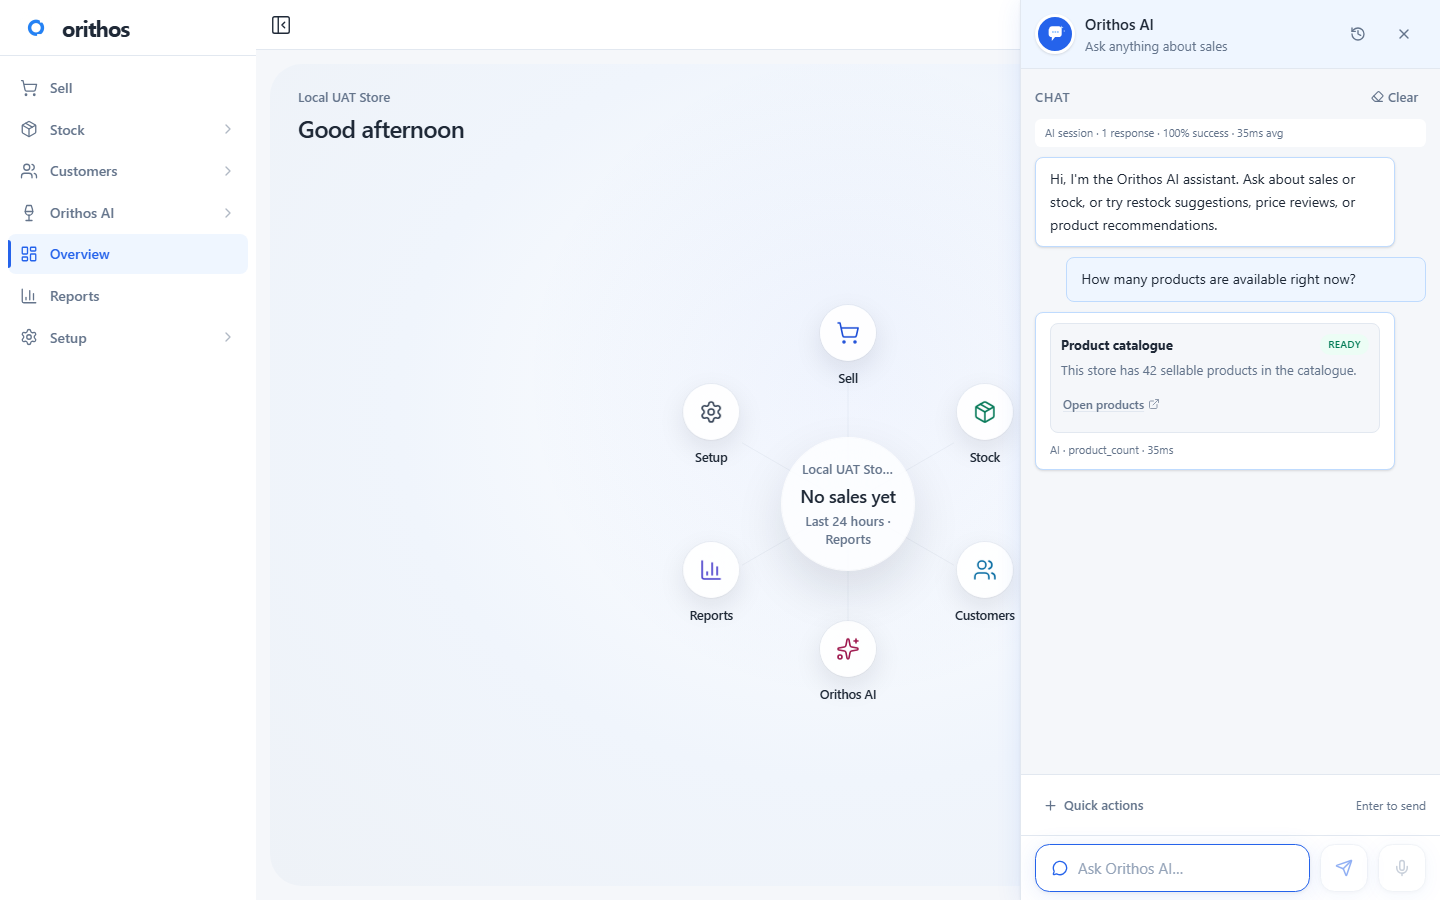 orithos
Sell
Stock
Customers
Orithos AI
Overview
Reports
Setup
Local UAT Store
Good afternoon
Sell
Setup
Stock
Local UAT Sto...
No sales yet
Last 24 hours ·
Reports
Reports
Customers
Orithos AI
Orithos AI
Ask anything about sales
CHAT
Clear
AI session · 1 response · 100% success · 35ms avg
Hi, I'm the Orithos AI assistant. Ask about sales or
stock, or try restock suggestions, price reviews, or
product recommendations.
How many products are available right now?
Product catalogue
READY
This store has 42 sellable products in the catalogue.
Open products
AI · product_count · 35ms
Quick actions
Enter to send
Ask Orithos AI...